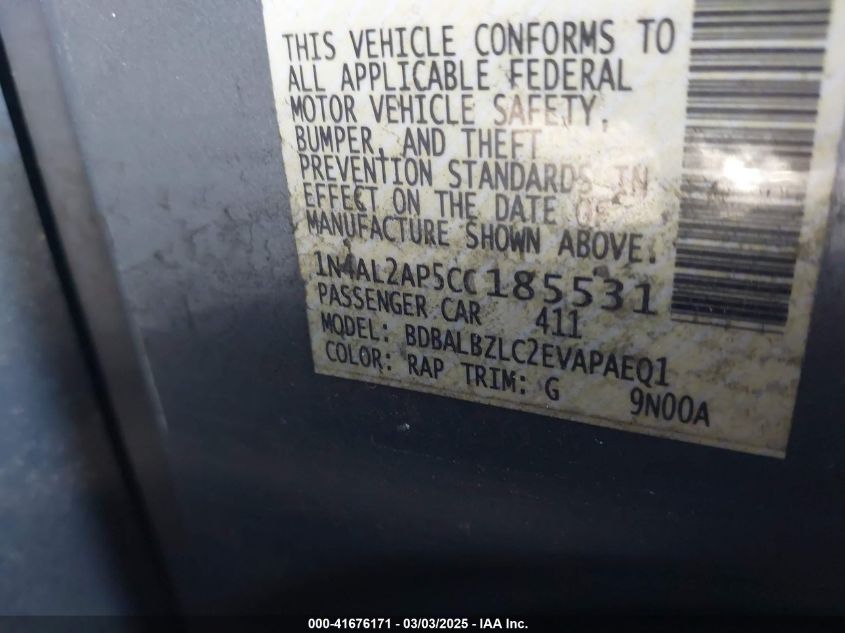 THIS VEHICLE CONFORMS TO
ALL APPLICABLE FEDERAL
MOTOR VEHICLE SAFETY,
BUMPER, AND THEFT
PREVENTION STANDARDS IN
EFFECT ON THE DATE OF
MANUFACTURE SHOWN ABOVE.
1N4AL2AP5CC185531
PASSENGER CAR 411
MODEL: BDBALBZLC2EVAPAEQ1
COLOR: RAP TRIM: G 9N00A
000-41676171 | 03/03/2025 - IAA Inc.